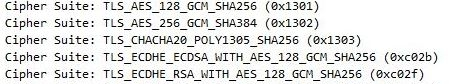 Cipher Suite: TLS_AES_128_GCM_SHA256 (0x1301)
Cipher Suite: TLS_AES_256_GCM_SHA384 (0x1302)
Cipher Suite: TLS_CHACHA20_POLY1305_SHA256 (0x1303)
Cipher Suite: TLS_ECDHE_ECDSA_WITH_AES_128_GCM_SHA256 (0xc02b)
Cipher Suite: TLS_ECDHE_RSA_WITH_AES_128_GCM_SHA256 (0xc02f)